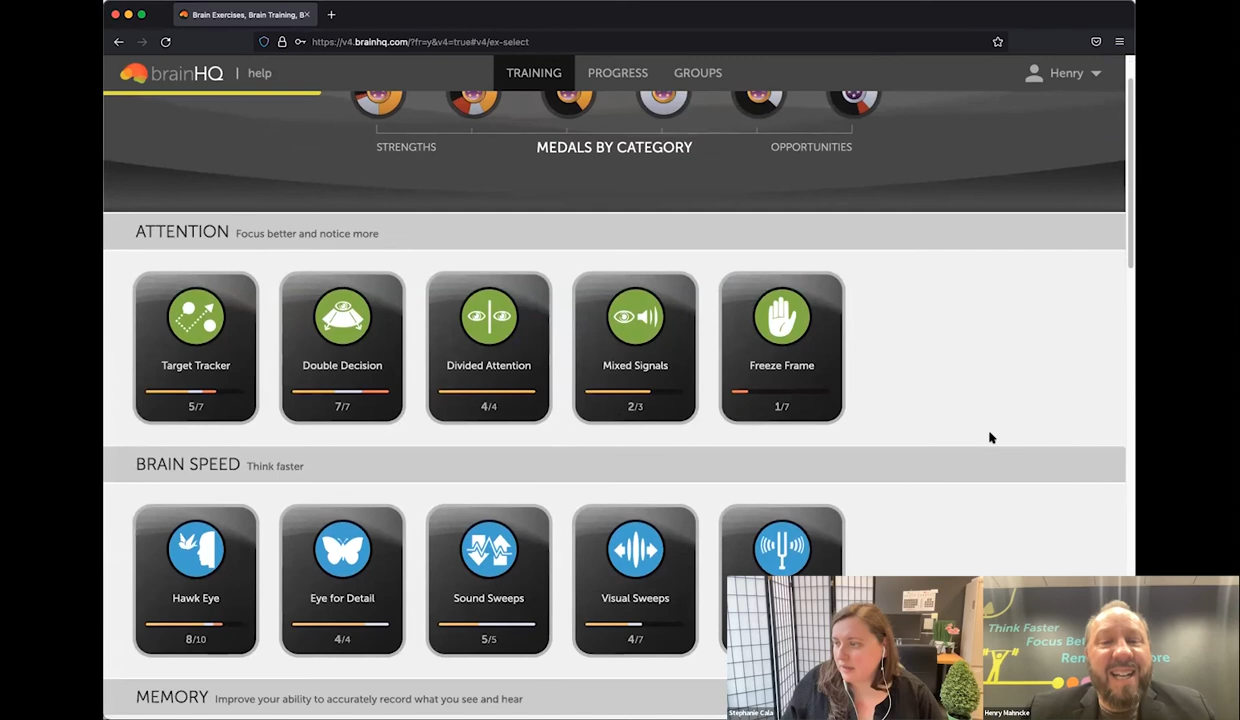 Brain Exercises, Brain Training, B
https://v4.brainhq.com/?fr=y&v4=true#v4/ex-select
brainHQ | help
TRAINING PROGRESS GROUPS
Henry
STRENGTHS MEDALS BY CATEGORY OPPORTUNITIES
ATTENTION Focus better and notice more
Target Tracker Double Decision Divided Attention Mixed Signals Freeze Frame
5/7 7/7 4/4 2/3 1/7
BRAIN SPEED Think faster
Hawk Eye Eye for Detail Sound Sweeps Visual Sweeps
8/10 4/4 5/5 4/7
MEMORY Improve your ability to accurately record what you see and hear
Think Faster
Focus Be
Rem ore
Stephanie Cala
Henry Mahncke